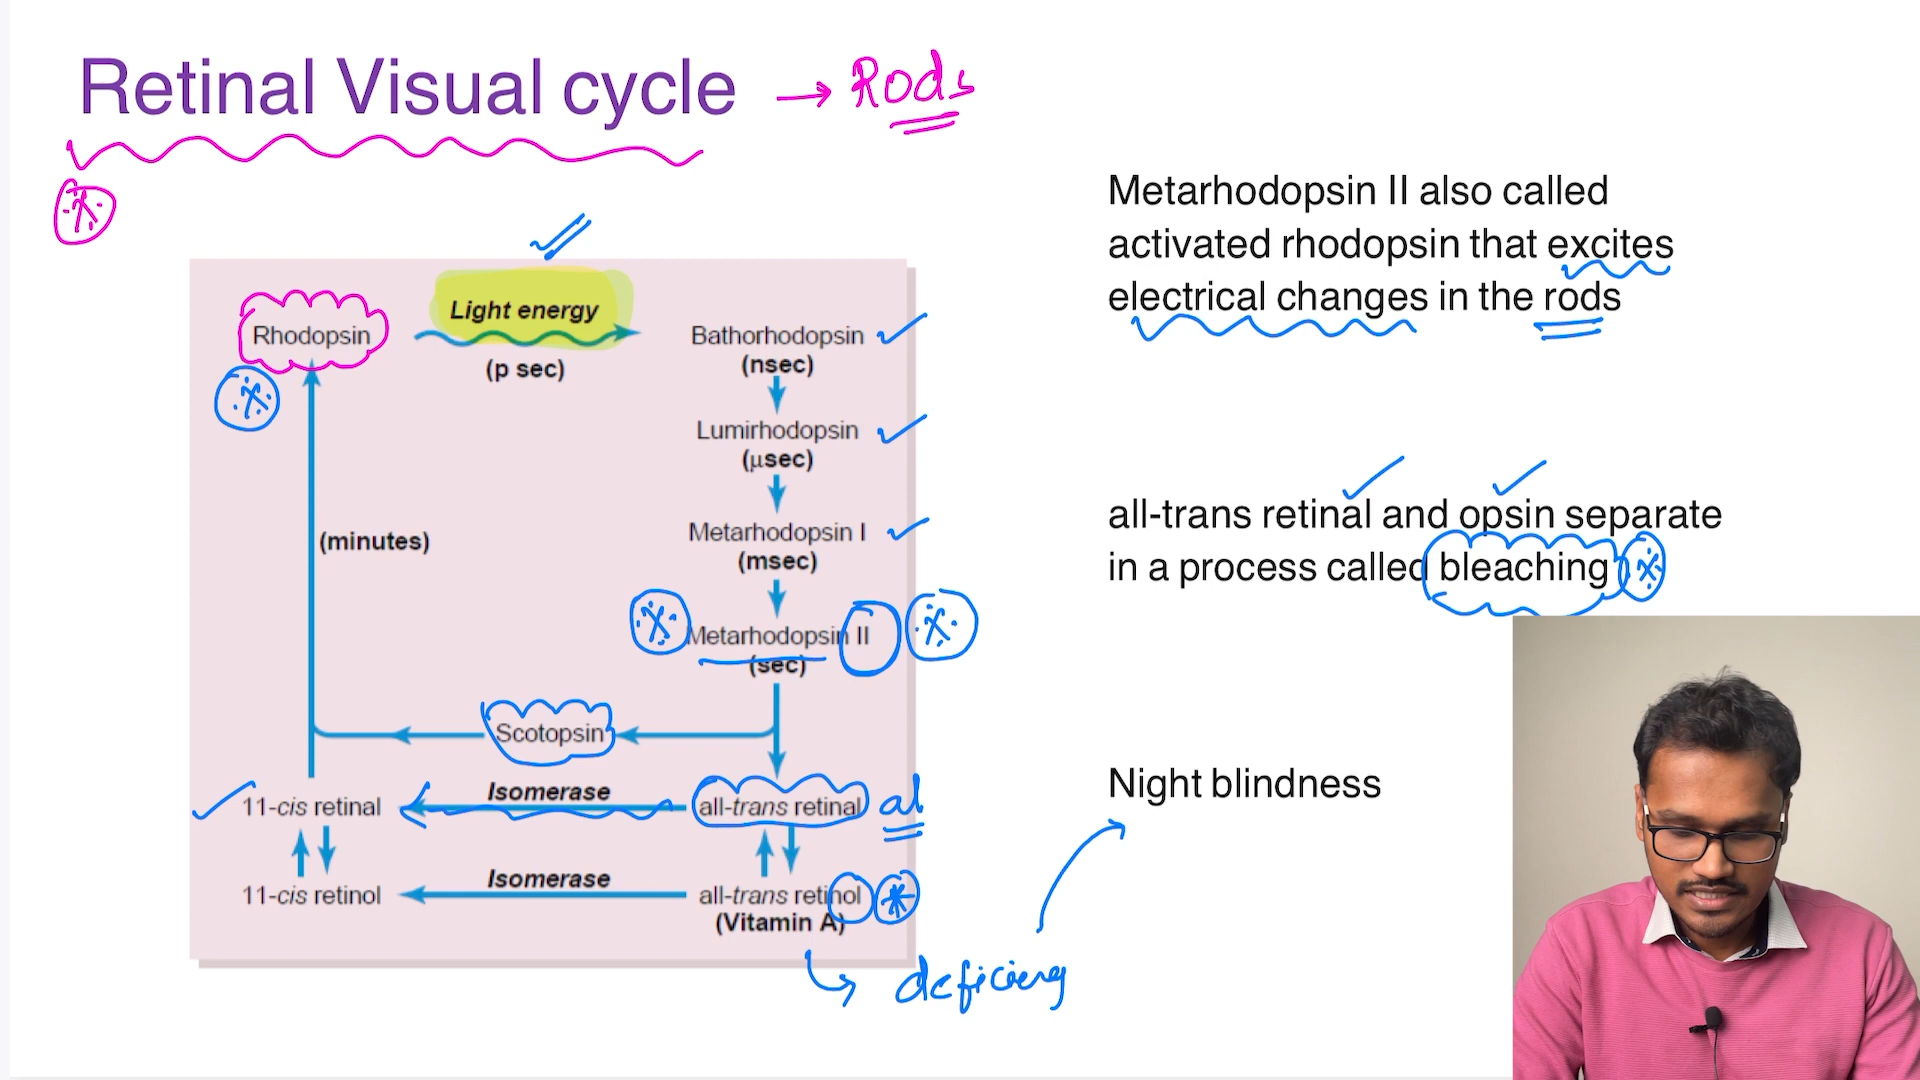 Retinal Visual cycle → Rods
Metarhodopsin II also called
activated rhodopsin that excites
electrical changes in the rods
Light energy
Rhodopsin
(p sec)
Bathorhodopsin
(nsec)
Lumirhodopsin
(μsec)
Metarhodopsin I
(msec)
(minutes)
Metarhodopsin II
(sec)
Scotopsin
Isomerase
11-cis retinal
all-trans retinal
al
Isomerase
11-cis retinol
all-trans retinol
(Vitamin A)
deficiency
all-trans retinal and opsin separate
in a process called bleaching
Night blindness